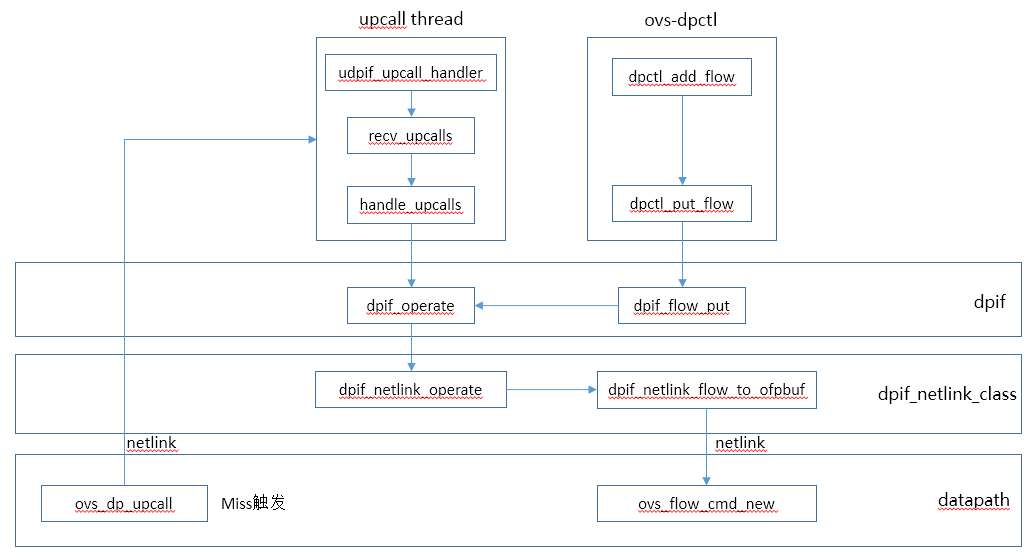 upcall thread
ovs-dpctl
udpif_upcall_handler
dpctl_add_flow
recv_upcalls
handle_upcalls
dpctl_put_flow
dpif_operate
dpif_flow_put
dpif
dpif_netlink_operate
dpif_netlink_flow_to_ofpbuf
dpif_netlink_class
netlink
netlink
ovs_dp_upcall
Miss触发
ovs_flow_cmd_new
datapath